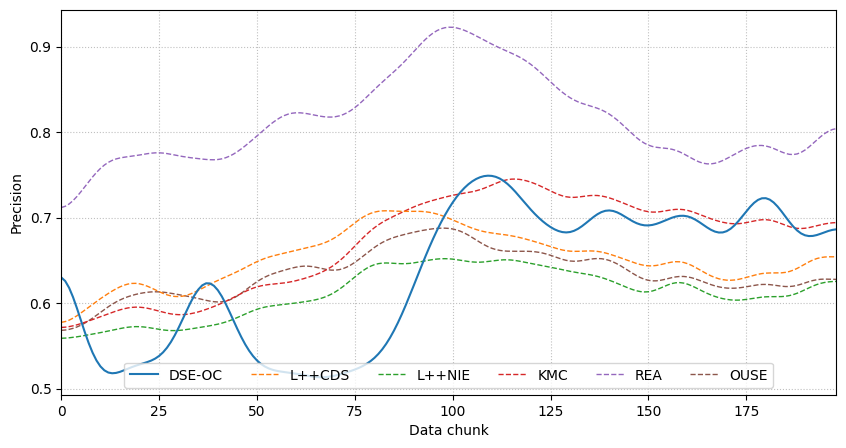 0.9
0.8
0.7
0.6
0.5
Precision
DSE-OC L++CDS L++NIE KMC REA OUSE
0 25 50 75 100 125 150 175
Data chunk